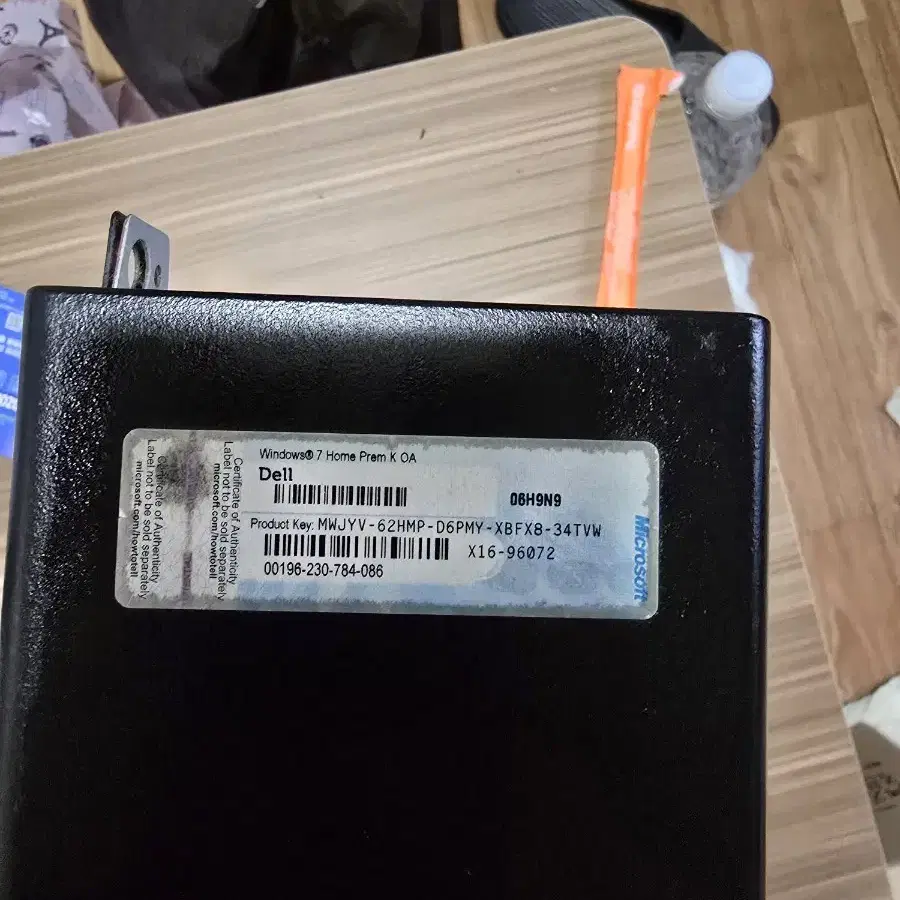 Windows® 7 Home Prem K OA
Dell
06H9N9
Product Key: MWJYV-62HMP-D6PMY-XBFX8-34TVW
X16-96072
00196-230-784-086
Certificate of Authenticity
Label not to be sold separately
microsoft.com/howtotell
Certificate of Authenticity
Label not to be sold separately
microsoft.com/howtotell
Microsoft